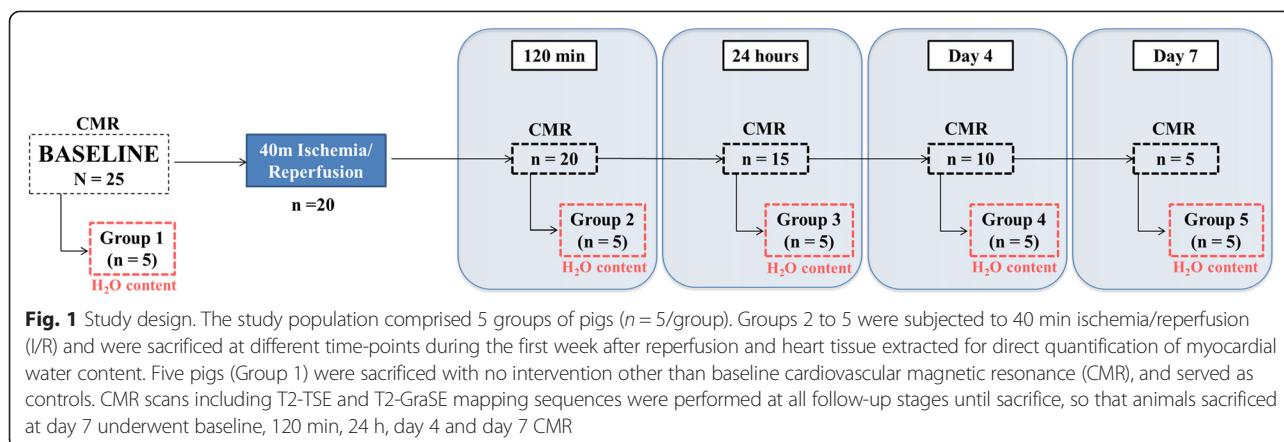 120 min
24 hours
Day 4
Day 7
CMR
BASELINE
N = 25
40m Ischemia/
Reperfusion
n =20
CMR
n = 20
CMR
n = 15
CMR
n = 10
CMR
n = 5
Group 1
(n = 5)
H₂O content
Group 2
(n = 5)
H₂O content
Group 3
(n = 5)
H₂O content
Group 4
(n = 5)
H₂O content
Group 5
(n = 5)
H₂O content
Fig. 1 Study design. The study population comprised 5 groups of pigs (n = 5/group). Groups 2 to 5 were subjected to 40 min ischemia/reperfusion
(I/R) and were sacrificed at different time-points during the first week after reperfusion and heart tissue extracted for direct quantification of myocardial
water content. Five pigs (Group 1) were sacrificed with no intervention other than baseline cardiovascular magnetic resonance (CMR), and served as
controls. CMR scans including T2-TSE and T2-GraSE mapping sequences were performed at all follow-up stages until sacrifice, so that animals sacrificed
at day 7 underwent baseline, 120 min, 24 h, day 4 and day 7 CMR